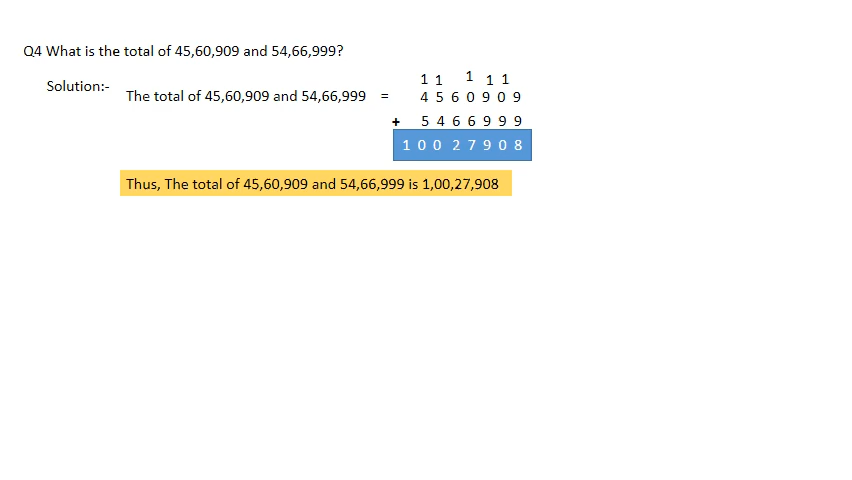 Q4 What is the total of 45,60,909 and 54,66,999?
Solution:-
1 1 1 1 1
The total of 45,60,909 and 54,66,999 = 4 5 6 0 9 0 9
+ 5 4 6 6 9 9 9
1 0 0 2 7 9 0 8
Thus, The total of 45,60,909 and 54,66,999 is 1,00,27,908